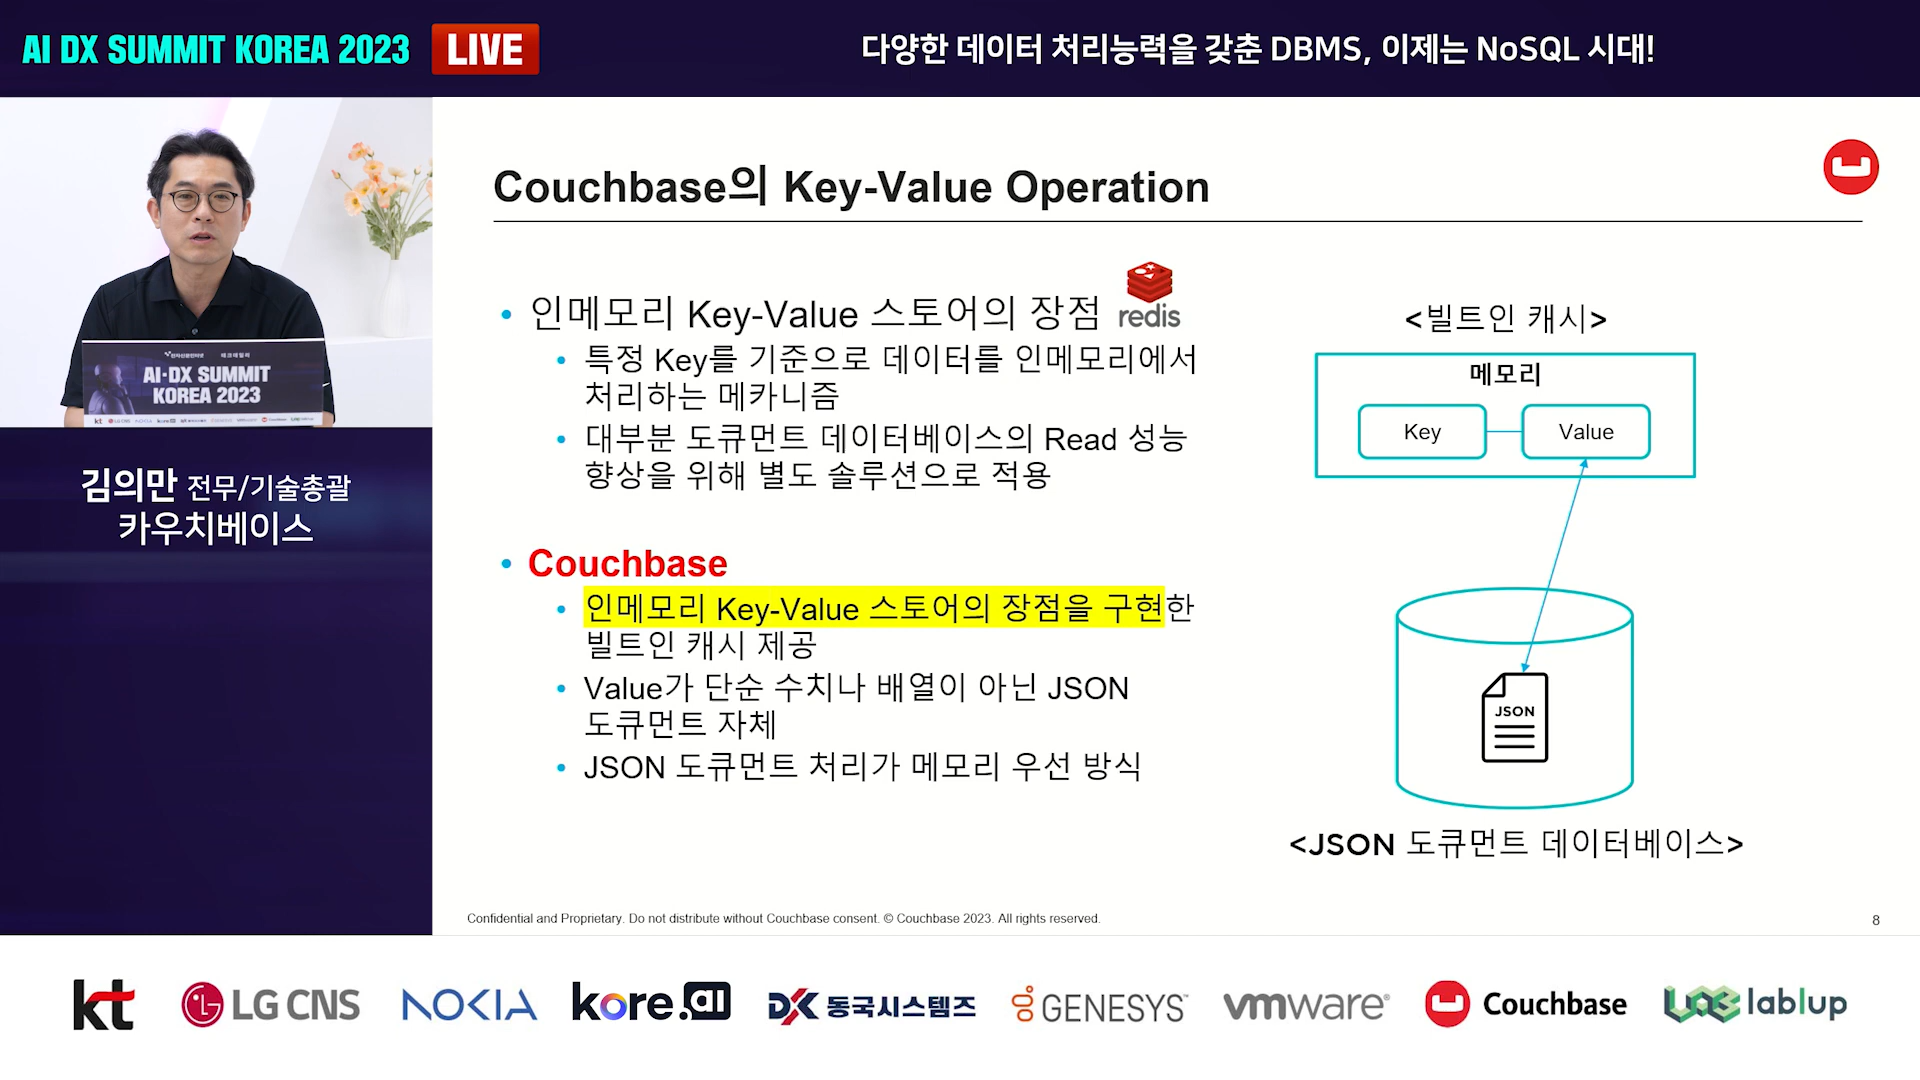 AI DX SUMMIT KOREA 2023
LIVE
다양한 데이터 처리능력을 갖춘 DBMS, 이제는 NoSQL 시대!
AI·DX SUMMIT
KOREA 2023
김의만 전무/기술총괄
카우치베이스
Couchbase의 Key-Value Operation
• 인메모리 Key-Value 스토어의 장점
redis
• 특정 Key를 기준으로 데이터를 인메모리에서
처리하는 메카니즘
• 대부분 도큐먼트 데이터베이스의 Read 성능
향상을 위해 별도 솔루션으로 적용
• Couchbase
• 인메모리 Key-Value 스토어의 장점을 구현한
빌트인 캐시 제공
• Value가 단순 수치나 배열이 아닌 JSON
도큐먼트 자체
• JSON 도큐먼트 처리가 메모리 우선 방식
<빌트인 캐시>
메모리
Key
Value
JSON
<JSON 도큐먼트 데이터베이스>
Confidential and Proprietary. Do not distribute without Couchbase consent. © Couchbase 2023. All rights reserved.
8
kt
LG CNS
NOKIA
kore.ai
DK 동국시스템즈
GENESYS™
vmware®
Couchbase
lablup